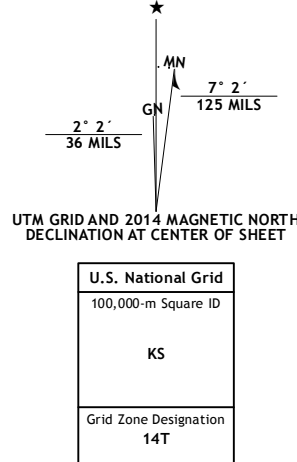 ★
MN
7° 2´
125 MILS
GN
2° 2´
36 MILS
UTM GRID AND 2014 MAGNETIC NORTH
DECLINATION AT CENTER OF SHEET
U.S. National Grid
100,000-m Square ID
KS
Grid Zone Designation
14T